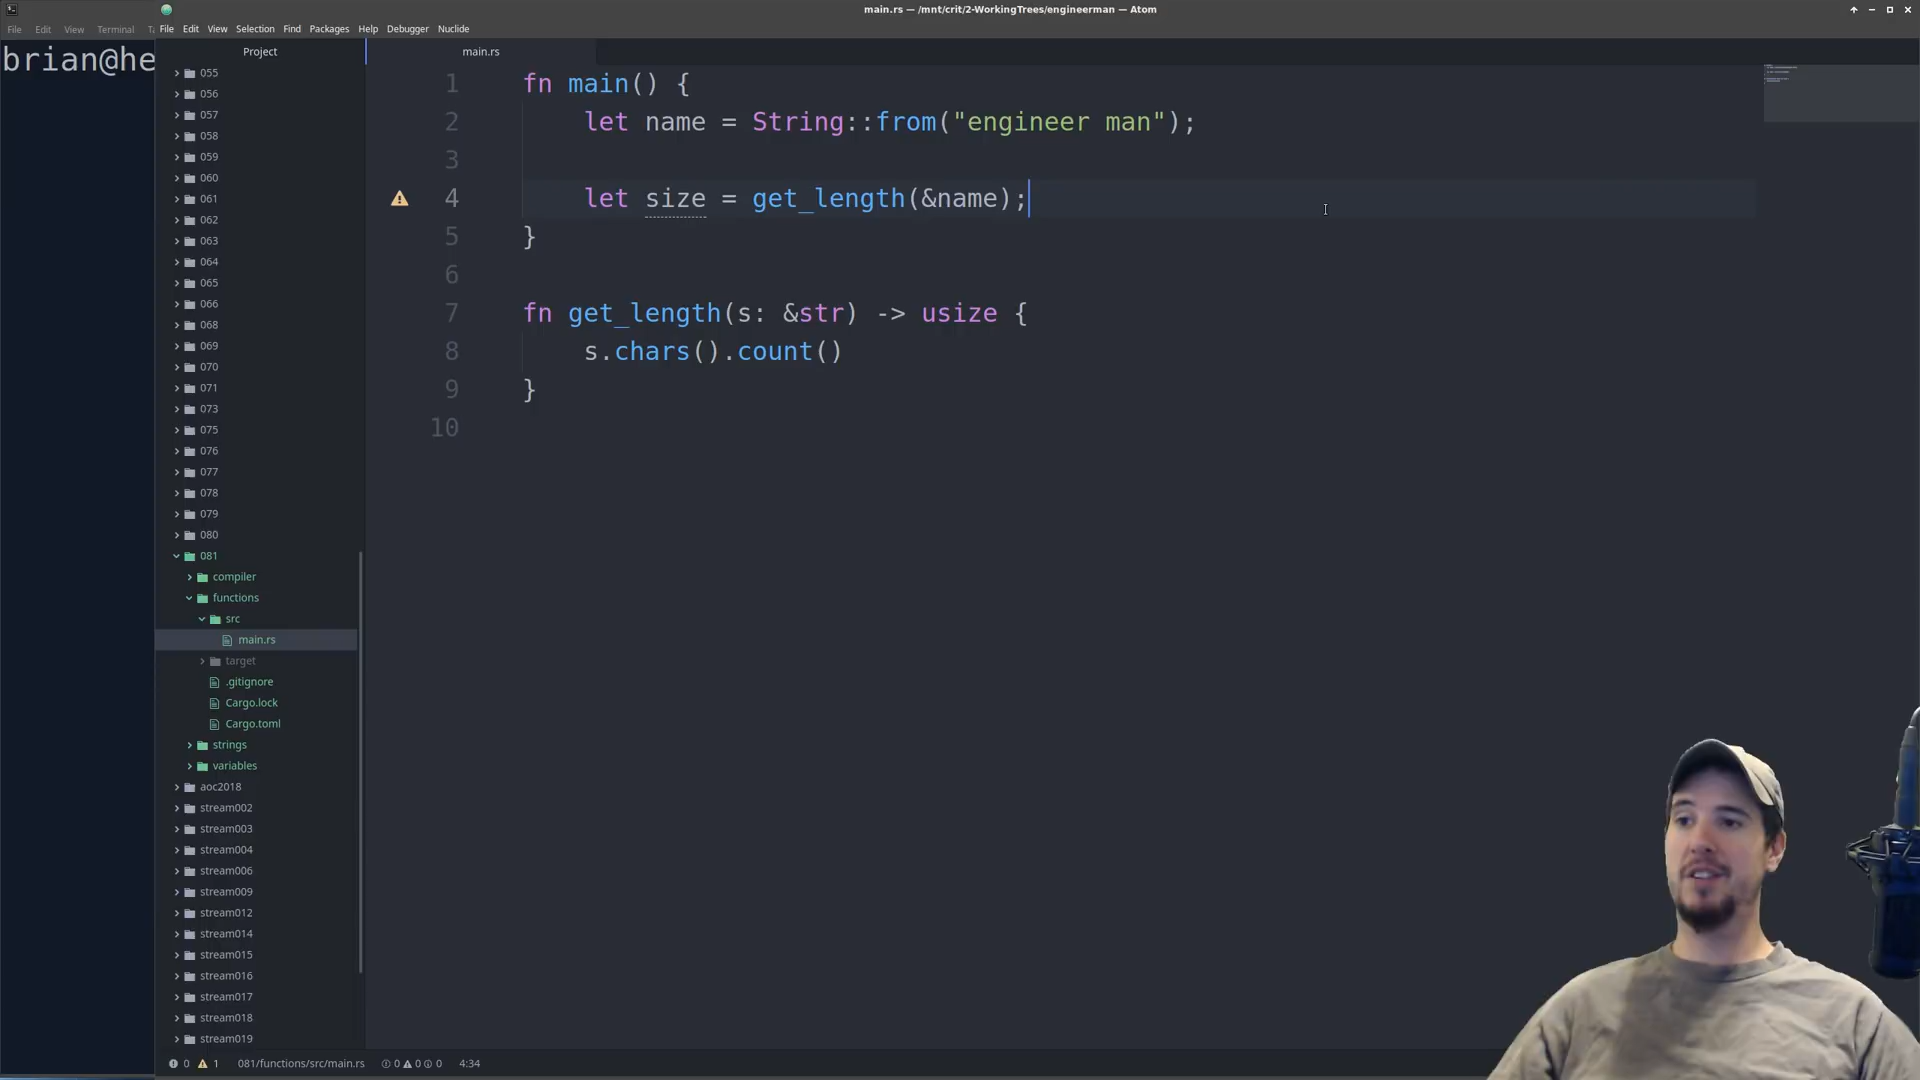 main.rs — /mnt/crit/2-WorkingTrees/engineerman — Atom
File Edit View Terminal T
File Edit View Selection Find Packages Help Debugger Nuclide
brian@he
Project
055
056
057
058
059
060
061
062
063
064
065
066
068
069
070
071
073
075
076
077
078
079
080
081
compiler
functions
src
main.rs
target
.gitignore
Cargo.lock
Cargo.toml
strings
variables
aoc2018
stream002
stream003
stream004
stream006
stream009
stream012
stream014
stream015
stream016
stream017
stream018
stream019
main.rs
1 fn main() {
2 let name = String::from("engineer man");
3
4 let size = get_length(&name);
5 }
6
7 fn get_length(s: &str) -> usize {
8 s.chars().count()
9 }
10
0 1 081/functions/src/main.rs 0 0 0 4:34